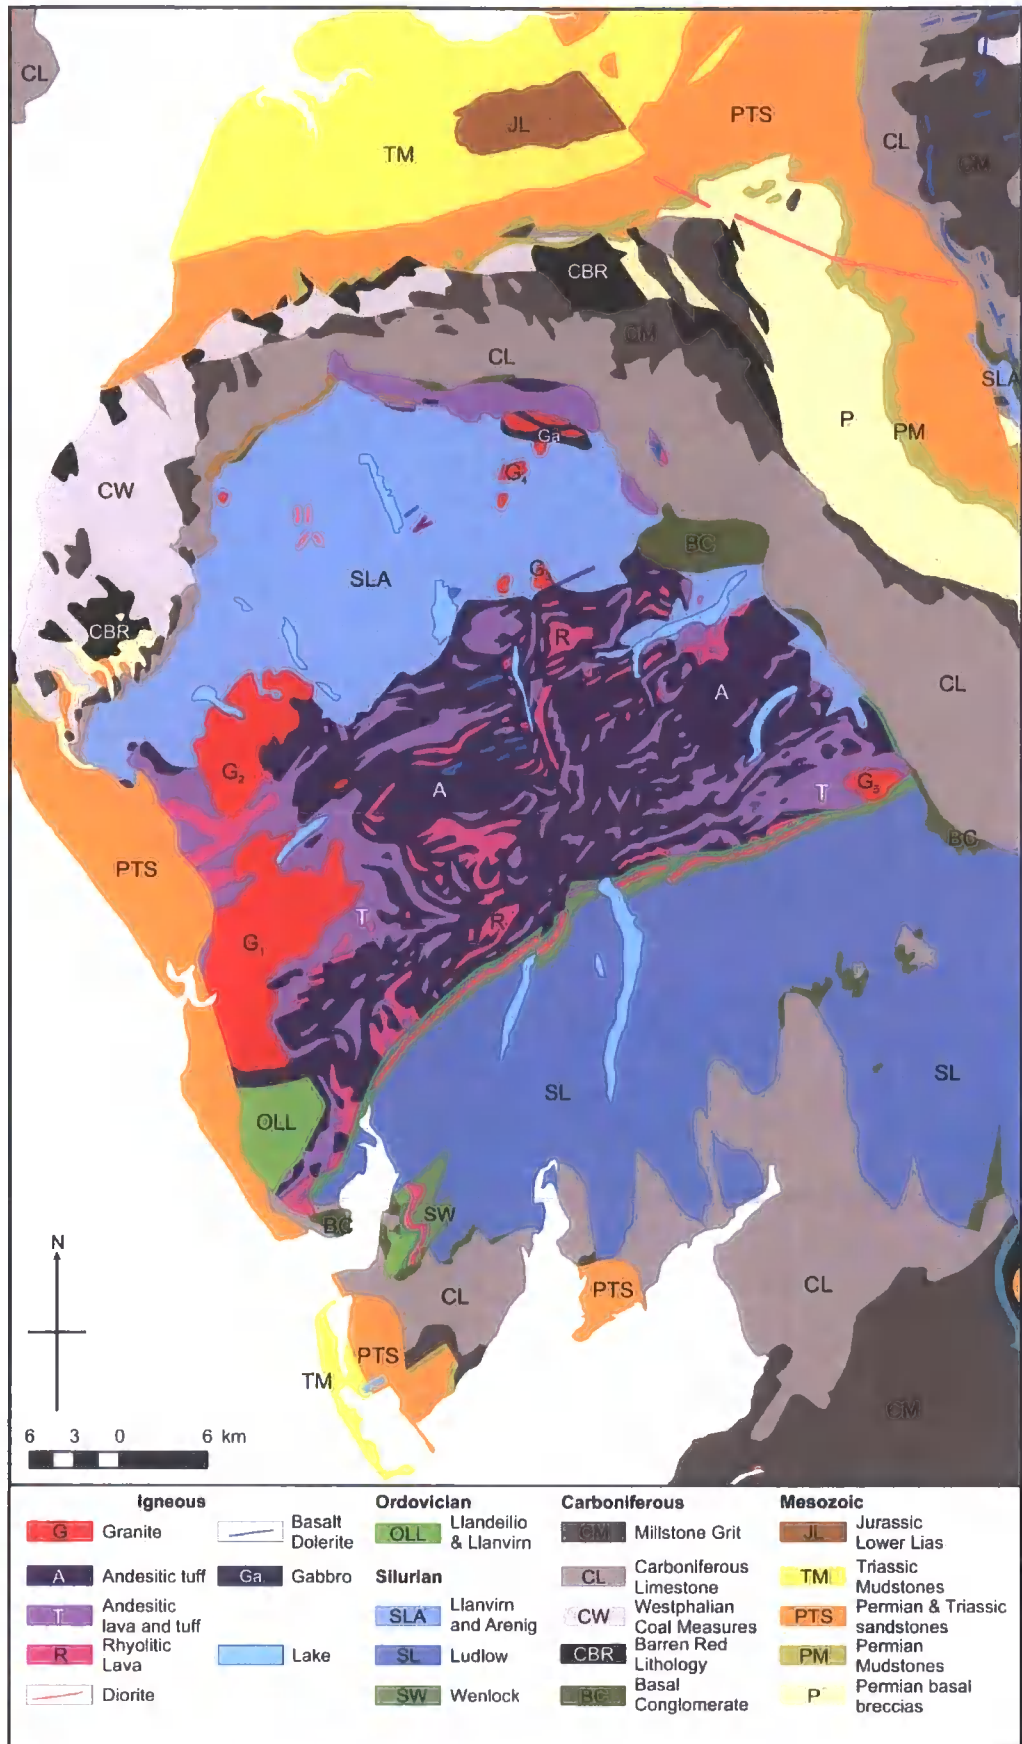 CL
JL
PTS
TM
CL
CM
CBR
CM
CL
SLA
P
PM
Ga
G4
CW
BC
SLA
G
CBR
R
CL
A
G2
A
T
G5
BC
PTS
T
R
G1
SL
SL
OLL
BC
SW
N
CL
PTS
CL
PTS
TM
CM
6 3 0 6 km
Igneous
G Granite
Basalt
Dolerite
A Andesitic tuff
Ga Gabbro
T Andesitic
lava and tuff
R Rhyolitic
Lava
Lake
Diorite
Ordovician
OLL Llandeilio
& Llanvirn
Silurian
SLA Llanvirn
and Arenig
SL Ludlow
SW Wenlock
Carboniferous
CM Millstone Grit
CL Carboniferous
Limestone
CW Westphalian
Coal Measures
CBR Barren Red
Lithology
BC Basal
Conglomerate
Mesozoic
JL Jurassic
Lower Lias
TM Triassic
Mudstones
PTS Permian & Triassic
sandstones
PM Permian
Mudstones
P Permian basal
breccias